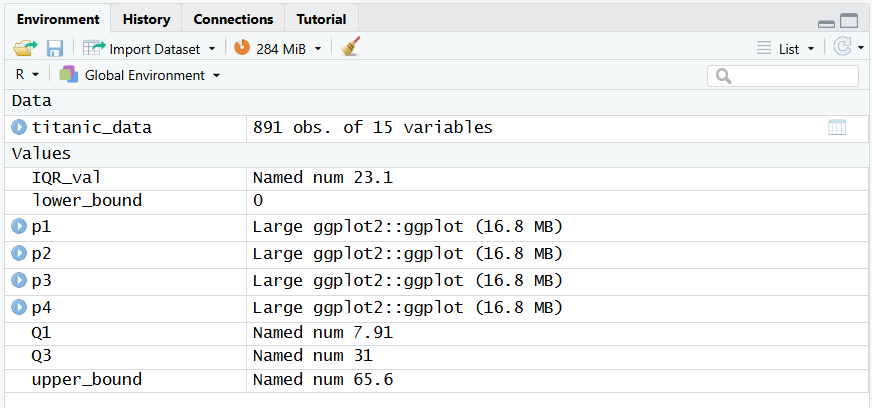 Environment History Connections Tutorial
Import Dataset 284 MiB List
R Global Environment
Data
titanic_data 891 obs. of 15 variables
Values
IQR_val Named num 23.1
lower_bound 0
p1 Large ggplot2::ggplot (16.8 MB)
p2 Large ggplot2::ggplot (16.8 MB)
p3 Large ggplot2::ggplot (16.8 MB)
p4 Large ggplot2::ggplot (16.8 MB)
Q1 Named num 7.91
Q3 Named num 31
upper_bound Named num 65.6